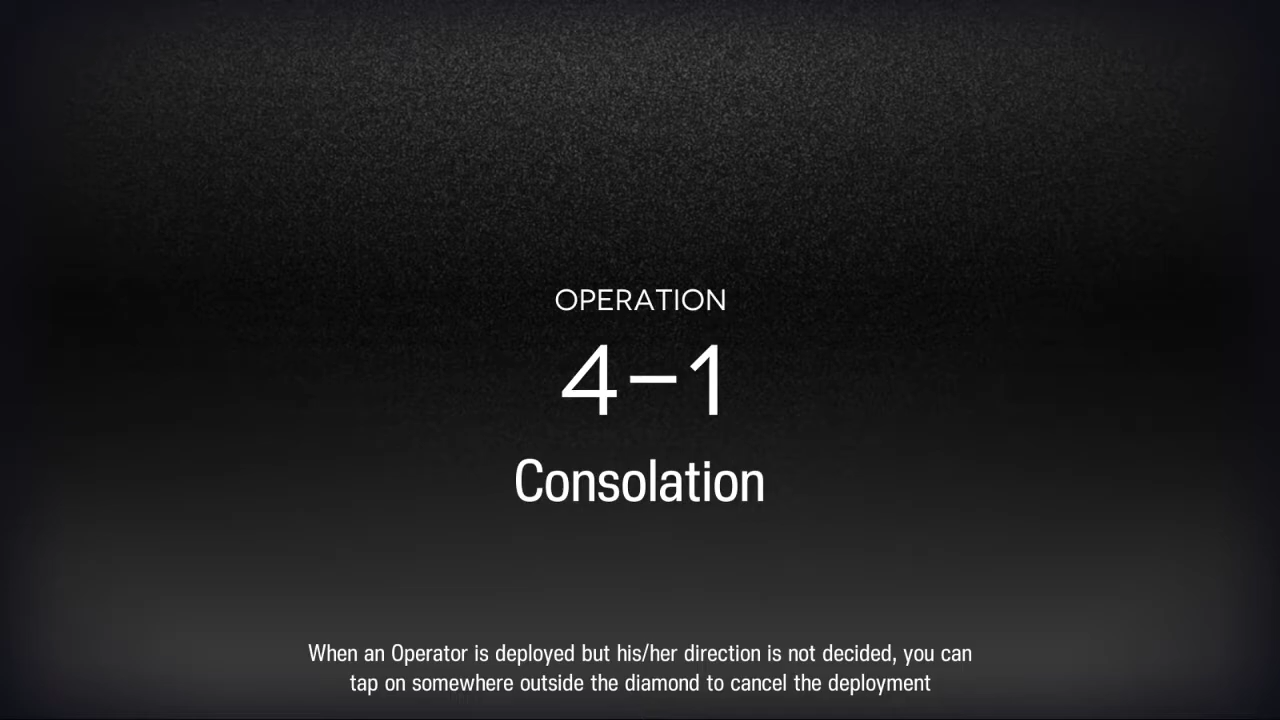 OPERATION
4-1
Consolation
When an Operator is deployed but his/her direction is not decided, you can
tap on somewhere outside the diamond to cancel the deployment